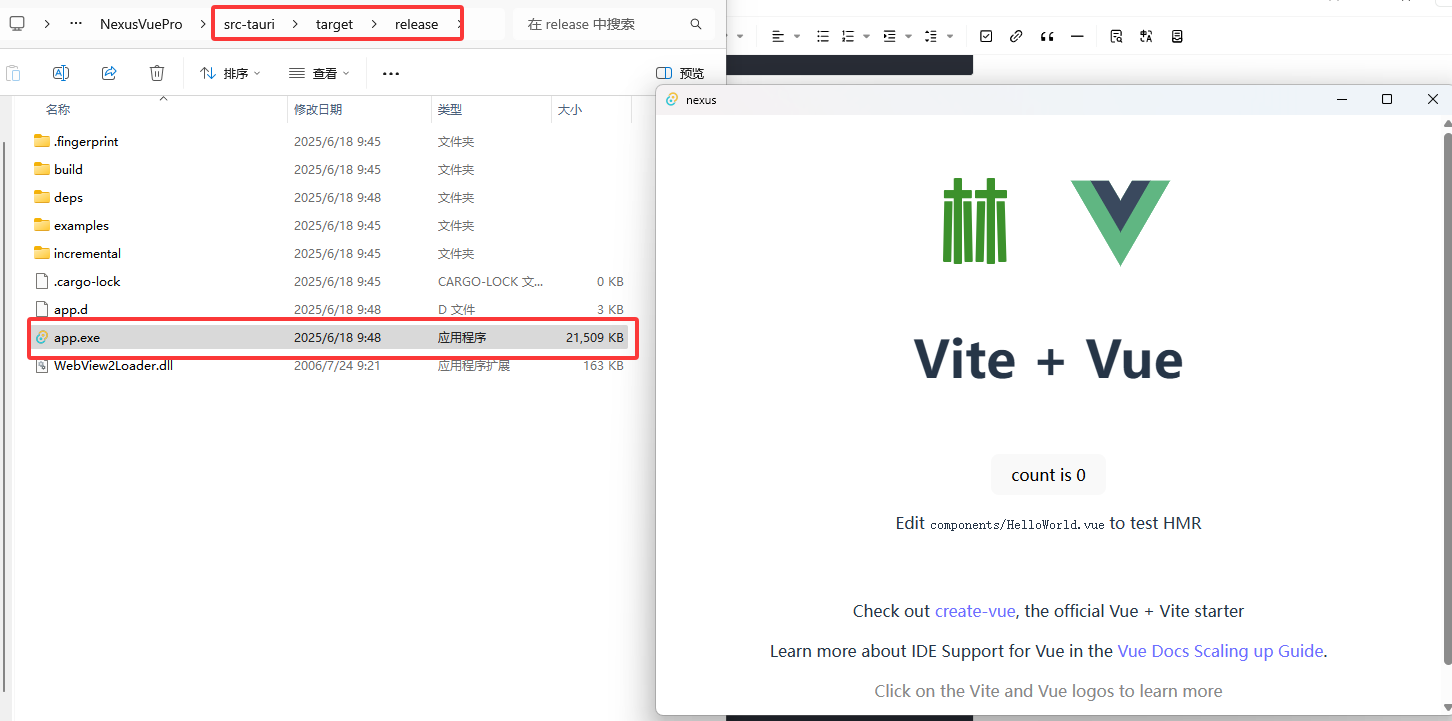 NexusVuePro > src-tauri > target > release >
在 release 中搜索
排序
查看
预览
名称 修改日期 类型 大小
.fingerprint 2025/6/18 9:45 文件夹
build 2025/6/18 9:45 文件夹
deps 2025/6/18 9:48 文件夹
examples 2025/6/18 9:45 文件夹
incremental 2025/6/18 9:45 文件夹
.cargo-lock 2025/6/18 9:45 CARGO-LOCK 文... 0 KB
app.d 2025/6/18 9:48 D 文件 3 KB
app.exe 2025/6/18 9:48 应用程序 21,509 KB
WebView2Loader.dll 2006/7/24 9:21 应用程序扩展 163 KB
nexus
林
Vite + Vue
count is 0
Edit components/HelloWorld.vue to test HMR
Check out create-vue, the official Vue + Vite starter
Learn more about IDE Support for Vue in the Vue Docs Scaling up Guide.
Click on the Vite and Vue logos to learn more